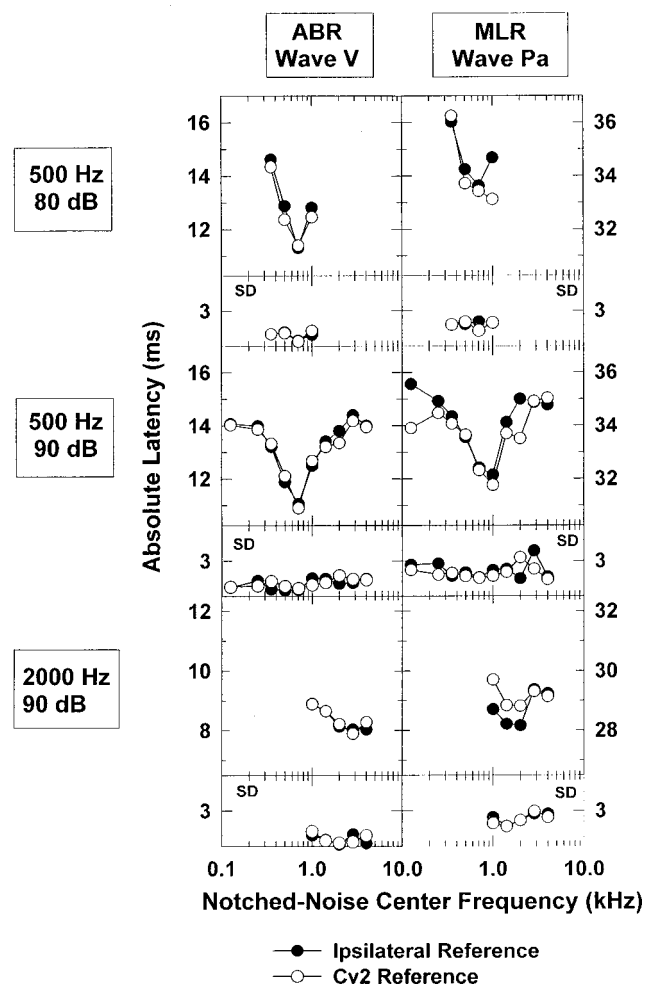 ABR
Wave V
MLR
Wave Pa
500 Hz
80 dB
16
14
12
36
34
32
SD
3
SD
3
500 Hz
90 dB
16
14
12
36
34
32
SD
3
SD
3
2000 Hz
90 dB
12
10
8
32
30
28
SD
3
SD
3
Absolute Latency (ms)
0.1
1.0
10.0
1.0
10.0
Notched-Noise Center Frequency (kHz)
Ipsilateral Reference
Cv2 Reference